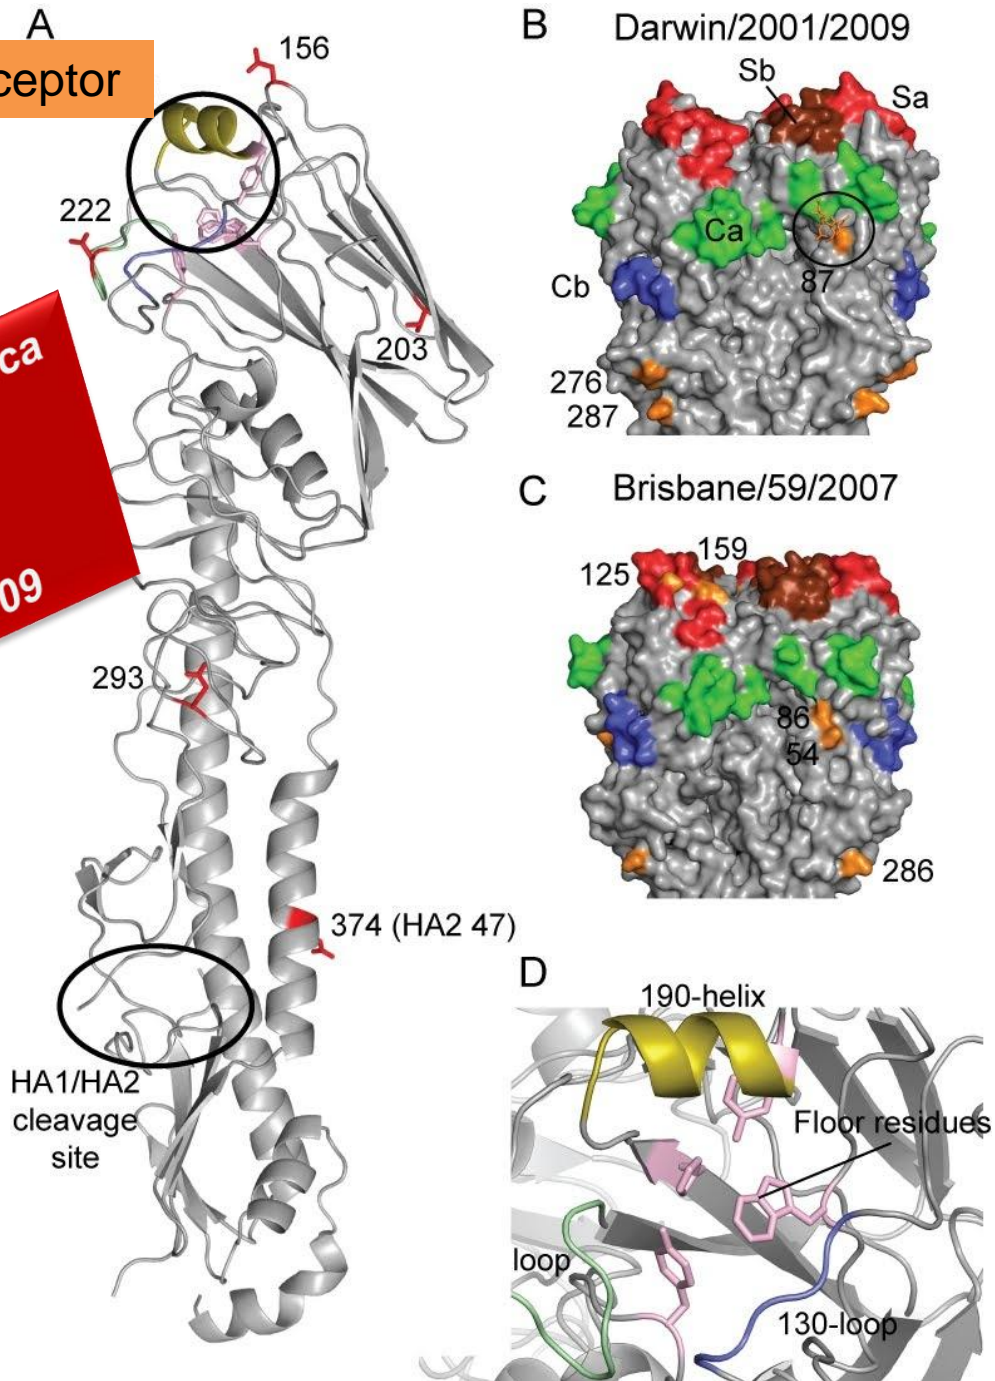 A
ceptor
156
222
203
ca
09
293
374 (HA2 47)
HA1/HA2
cleavage
site
B
Darwin/2001/2009
Sb
Sa
Ca
87
Cb
276
287
C
Brisbane/59/2007
159
125
86
54
286
D
190-helix
Floor residues
loop
130-loop